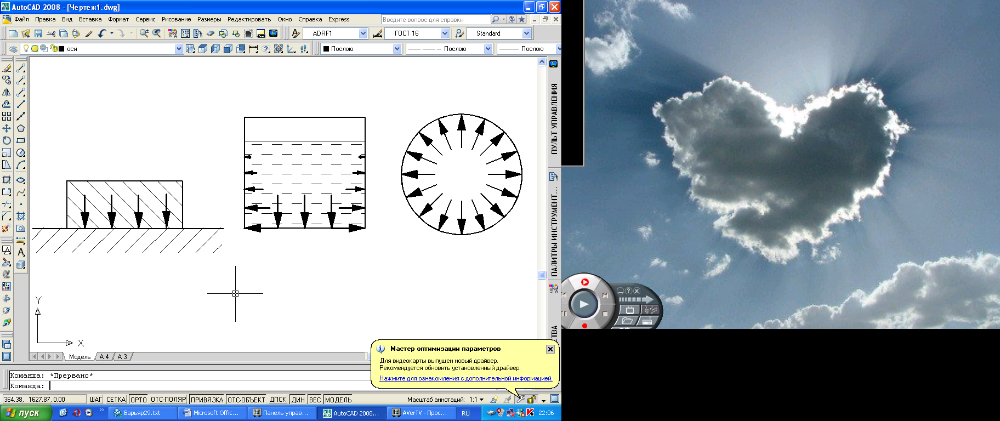 AutoCAD 2008 - [Чертеж1.dwg]
Файл Правка Вид Вставка Формат Сервис Рисование Размеры Редактировать Окно Справка Express
Введите вопрос для справки
ADRF1 ГОСТ 16 Standard
оси Послою Послою Послою
ПУЛЬТ УПРАВЛЕНИЯ
ПАЛИТРЫ ИНСТРУМЕНТ...
СТВА
Y
X
Модель A 4 A 3
Мастер оптимизации параметров
Для видеокарты выпущен новый драйвер.
Рекомендуется обновить установленный драйвер.
Нажмите для ознакомления с дополнительной информацией.
Команда: *Прервано*
Команда:
364.38, 1627.87, 0.00 ШАГ СЕТКА ОРТО ОТС-ПОЛЯР ПРИВЯЗКА ОТС-ОБЪЕКТ ДПСК ДИН ВЕС МОДЕЛЬ Масштаб аннотаций: 1:1
пуск Барьяр29.txt Microsoft Offic... Панель управ... AutoCAD 2008... AVerTV - Прос... RU 22:06